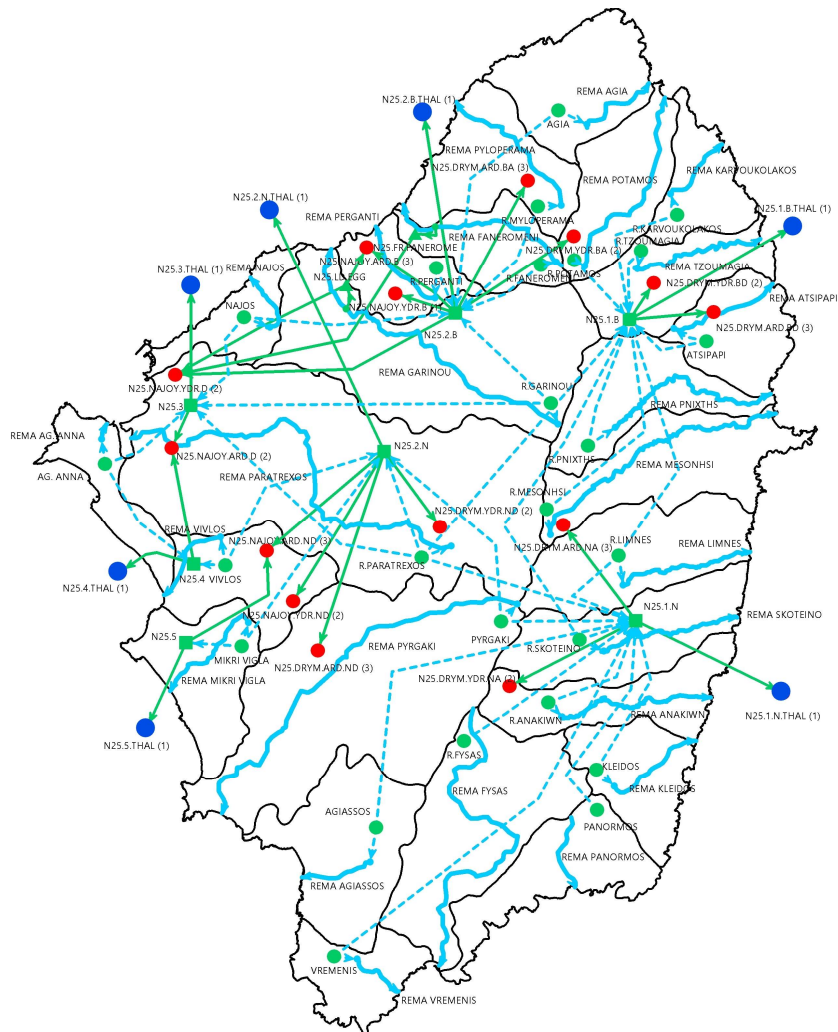 REMA AGIA
N25.2.B.THAL (1)
AGIA
REMA PYLOPERAMA
N25.DRYM.ARD.BA (3)
REMA KARVOUKOLAKOS
REMA POTAMOS
N25.2.N.THAL (1)
N25.1.B.THAL (1)
REMA PERGANTI
R.MYLOPERAMA
R.KARVOUKOLAKOS
REMA FANEROMENI
R.TZOUMAGIA
N25.FR.FANEROME
N25.DRYM.YDR.BA (2)
N25.3.THAL (1)
REMA NAJOS
N25.NAJOY.ARD.B (3)
REMA TZOUMAGIA
R.POTAMOS
R.PERGANTI
R.FANEROMENI
N25.DRYM.YDR.BD (2)
REMA ATSIPAPI
NAJOS
N25.NAJOY.YDR.B
N25.1.B
N25.DRYM.ARD.BD (3)
N25.2.B
ATSIPAPI
REMA GARINOU
N25.NAJOY.YDR.D (2)
R.GARINOU
N25.3
REMA PNIXTHS
REMA AG. ANNA
N25.2.N
N25.NAJOY.ARD.D (2)
R.PNIXTHS
REMA MESONHSI
AG. ANNA
REMA PARATREXOS
R.MESONHSI
N25.DRYM.YDR.ND (2)
REMA VIVLOS
N25.NAJOY.ARD.ND (3)
R.LIMNES
N25.DRYM.ARD.NA (3)
REMA LIMNES
R.PARATREXOS
N25.4.THAL (1)
N25.4
VIVLOS
N25.1.N
N25.NAJOY.YDR.ND (2)
REMA SKOTEINO
N25.5
PYRGAKI
REMA PYRGAKI
R.SKOTEINO
MIKRI VIGLA
N25.DRYM.ARD.ND (3)
REMA MIKRI VIGLA
N25.DRYM.YDR.NA (2)
N25.5.THAL (1)
R.ANAKIWN
REMA ANAKIWN
N25.1.N.THAL (1)
R.FYSAS
KLEIDOS
REMA FYSAS
REMA KLEIDOS
AGIASSOS
PANORMOS
REMA PANORMOS
REMA AGIASSOS
VREMENIS
REMA VREMENIS